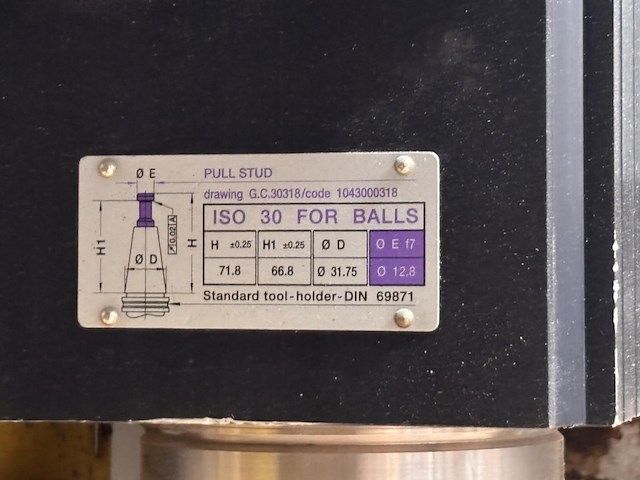 Ø E
PULL STUD
drawing G.C.30318/code 1043000318
ISO 30 FOR BALLS
H ±0.25 H1 ±0.25 Ø D Ø E f7
71.8 66.8 Ø 31.75 Ø 12.8
Standard tool-holder-DIN 69871
H1
Ø D
0.02 A
H